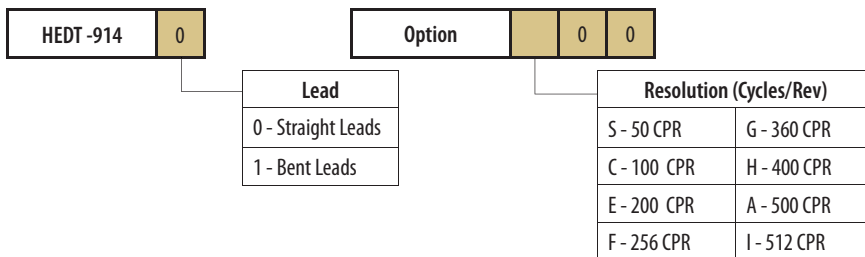 HEDT -914 0 Option 0 0
Lead
0 - Straight Leads
1 - Bent Leads
Resolution (Cycles/Rev)
S - 50 CPR G - 360 CPR
C - 100 CPR H - 400 CPR
E - 200 CPR A - 500 CPR
F - 256 CPR I - 512 CPR